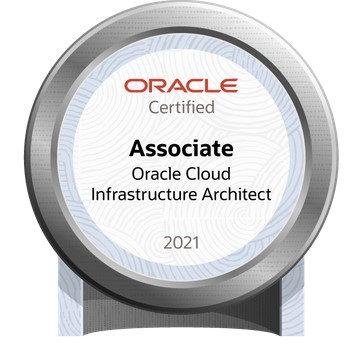 ORACLE
Certified
Associate
Oracle Cloud
Infrastructure Architect
2021